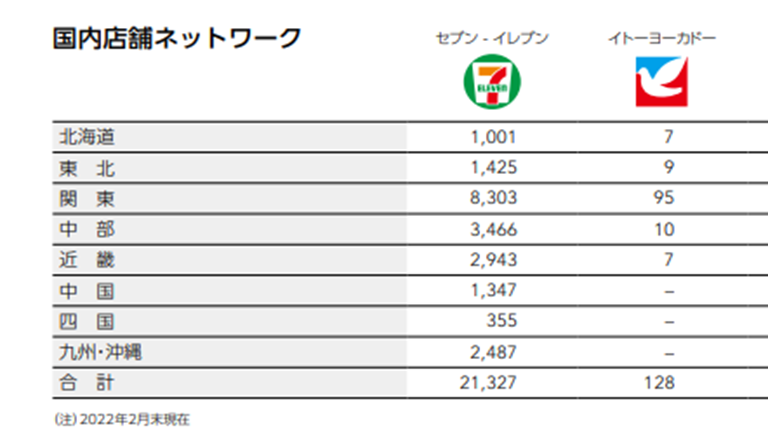 国内店舗ネットワーク
セブン‐イレブン イトーヨーカドー
7 ELEVEN
北海道 1,001 7
東 北 1,425 9
関 東 8,303 95
中 部 3,466 10
近 畿 2,943 7
中 国 1,347 –
四 国 355 –
九州・沖縄 2,487 –
合 計 21,327 128
(注) 2022年2月末現在